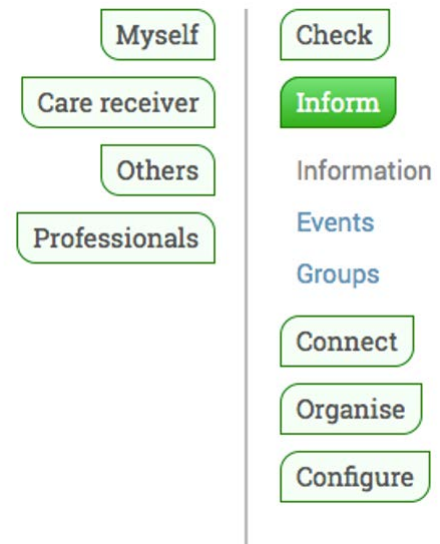 Myself
Care receiver
Others
Professionals
Check
Inform
Information
Events
Groups
Connect
Organise
Configure